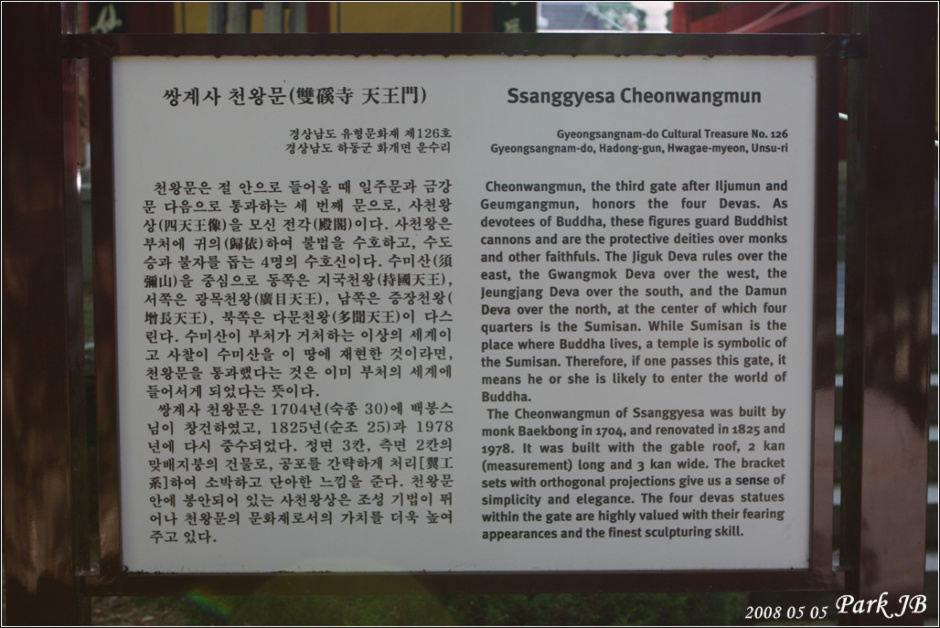 쌍계사 천왕문(雙磎寺 天王門)
경상남도 유형문화재 제126호
경상남도 하동군 화개면 운수리
천왕문은 절 안으로 들어올 때 일주문과 금강
문 다음으로 통과하는 세 번째 문으로, 사천왕
상(四天王像)을 모신 전각(殿閣)이다. 사천왕은
부처에 귀의(歸依)하여 불법을 수호하고, 수도
승과 불자를 돕는 4명의 수호신이다. 수미산(須
彌山)을 중심으로 동쪽은 지국천왕(持國天王),
서쪽은 광목천왕(廣目天王), 남쪽은 증장천왕(
增長天王), 북쪽은 다문천왕(多聞天王)이 다스
린다. 수미산이 부처가 거처하는 이상의 세계이
고 사찰이 수미산을 이 땅에 재현한 것이라면,
천왕문을 통과했다는 것은 이미 부처의 세계에
들어서게 되었다는 뜻이다.
쌍계사 천왕문은 1704년(숙종 30)에 백봉스
님이 창건하였고, 1825년(순조 25)과 1978
년에 다시 중수되었다. 정면 3칸, 측면 2칸의
맞배지붕의 건물로, 공포를 간략하게 처리[翼工
系]하여 소박하고 단아한 느낌을 준다. 천왕문
안에 봉안되어 있는 사천왕상은 조성 기법이 뛰
어나 천왕문의 문화재로서의 가치를 더욱 높여
주고 있다.
Ssanggyesa Cheonwangmun
Gyeongsangnam-do Cultural Treasure No. 126
Gyeongsangnam-do, Hadong-gun, Hwagae-myeon, Unsu-ri
Cheonwangmun, the third gate after Iljumun and
Geumgangmun, honors the four Devas. As
devotees of Buddha, these figures guard Buddhist
cannons and are the protective deities over monks
and other faithfuls. The Jiguk Deva rules over the
east, the Gwangmok Deva over the west, the
Jeungjang Deva over the south, and the Damun
Deva over the north, at the center of which four
quarters is the Sumisan. While Sumisan is the
place where Buddha lives, a temple is symbolic of
the Sumisan. Therefore, if one passes this gate, it
means he or she is likely to enter the world of
Buddha.
The Cheonwangmun of Ssanggyesa was built by
monk Baekbong in 1704, and renovated in 1825 and
1978. It was built with the gable roof, 2 kan
(measurement) long and 3 kan wide. The bracket
sets with orthogonal projections give us a sense of
simplicity and elegance. The four devas statues
within the gate are highly valued with their fearing
appearances and the finest sculpturing skill.
2008 05 05 Park JB